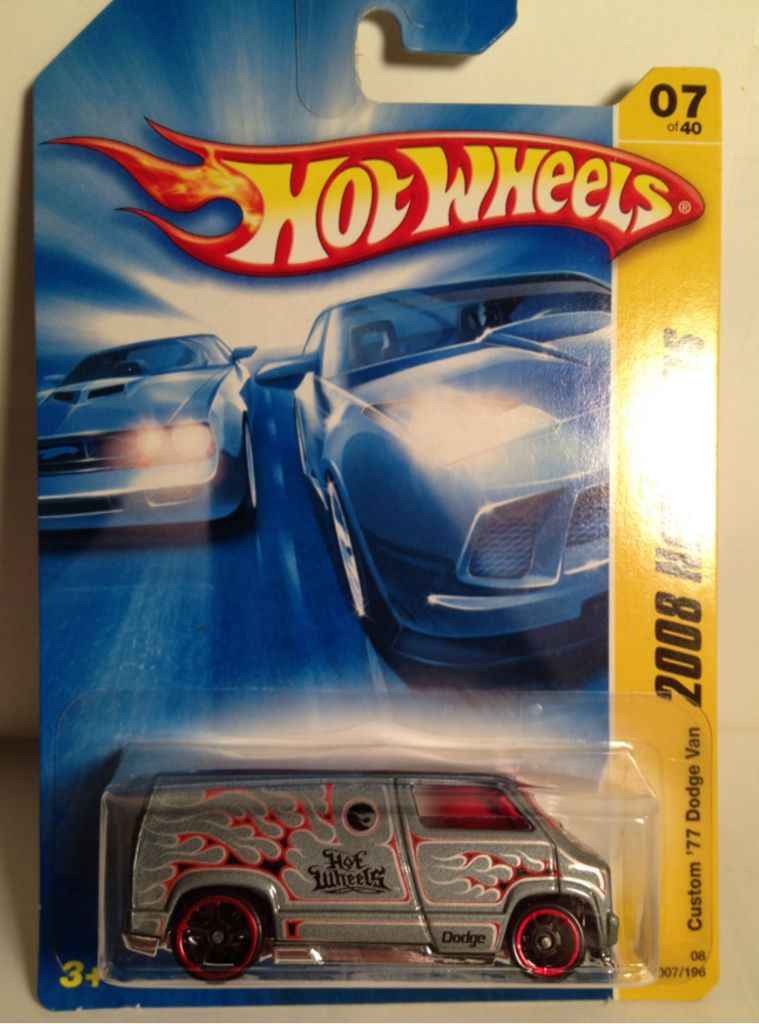 07
of 40
HOT WHEELS®
2008
Custom '77 Dodge Van
Hot
Wheels
Dodge
3+
08
007/196